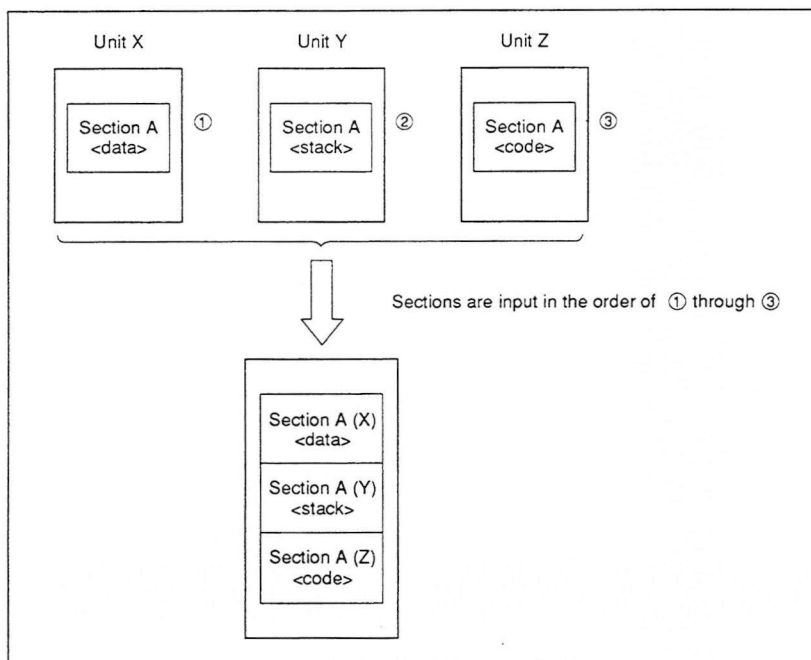 Unit X
Unit Y
Unit Z
Section A
<data>
①
Section A
<stack>
②
Section A
<code>
③
Sections are input in the order of ① through ③
Section A (X)
<data>
Section A (Y)
<stack>
Section A (Z)
<code>